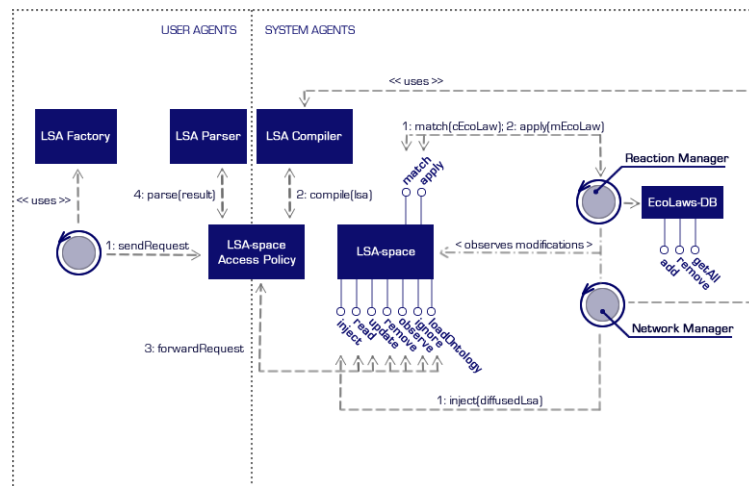 USER AGENTS
SYSTEM AGENTS
<< uses >>
LSA Factory
LSA Parser
LSA Compiler
1: match(cEcoLaw); 2: apply(mEcoLaw)
match
apply
Reaction Manager
<< uses >>
4: parse(result)
2: compile(lsa)
EcoLaws-DB
1: sendRequest
LSA-space
Access Policy
LSA-space
< observes modifications >
add
remove
getAll
inject
read
update
remove
observe
ignore
loadOntology
Network Manager
3: forwardRequest
1: inject(diffusedLsa)